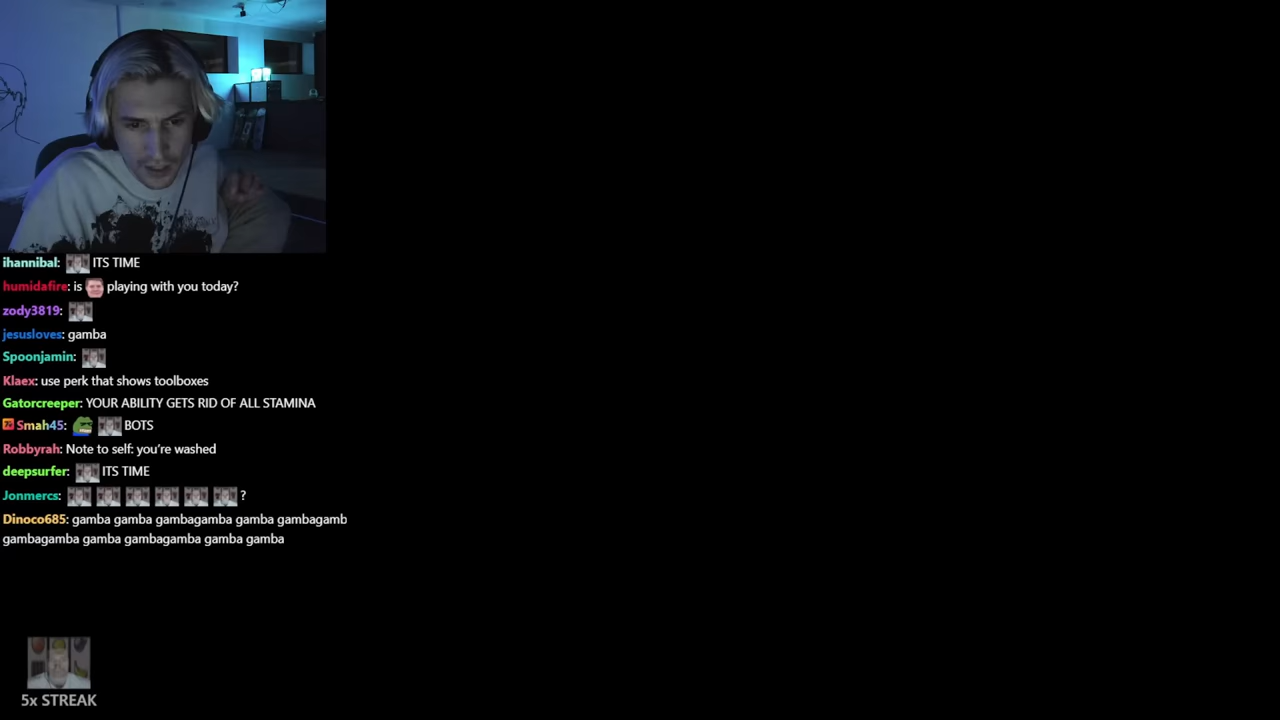 ihannibal: ITS TIME
humidafire: is playing with you today?
zody3819:
jesusloves: gamba
Spoonjamin:
Klaex: use perk that shows toolboxes
Gatorcreeper: YOUR ABILITY GETS RID OF ALL STAMINA
Smah45: BOTS
Robbyrah: Note to self: you're washed
deepsurfer: ITS TIME
Jonmercs: ?
Dinoco685: gamba gamba gambagamba gamba gambagamb
gambagamba gamba gambagamba gamba gamba
5x STREAK